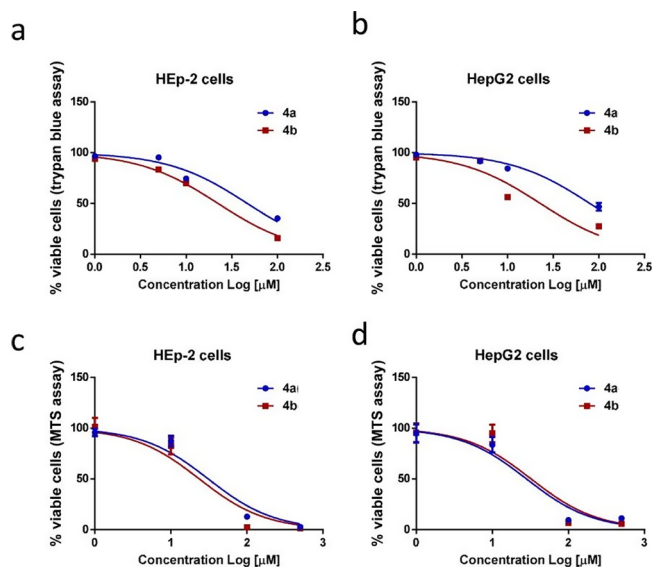 a
HEp-2 cells
% viable cells (trypan blue assay)
150
100
50
0
0.0 0.5 1.0 1.5 2.0 2.5
Concentration Log [µM]
4a
4b
b
HepG2 cells
% viable cells (trypan blue assay)
150
100
50
0
0.0 0.5 1.0 1.5 2.0 2.5
Concentration Log [µM]
4a
4b
c
HEp-2 cells
% viable cells (MTS assay)
150
100
50
0
0 1 2 3
Concentration Log [µM]
4a(
4b
d
HepG2 cells
% viable cells (MTS assay)
150
100
50
0
0 1 2 3
Concentration Log [µM]
4a
4b